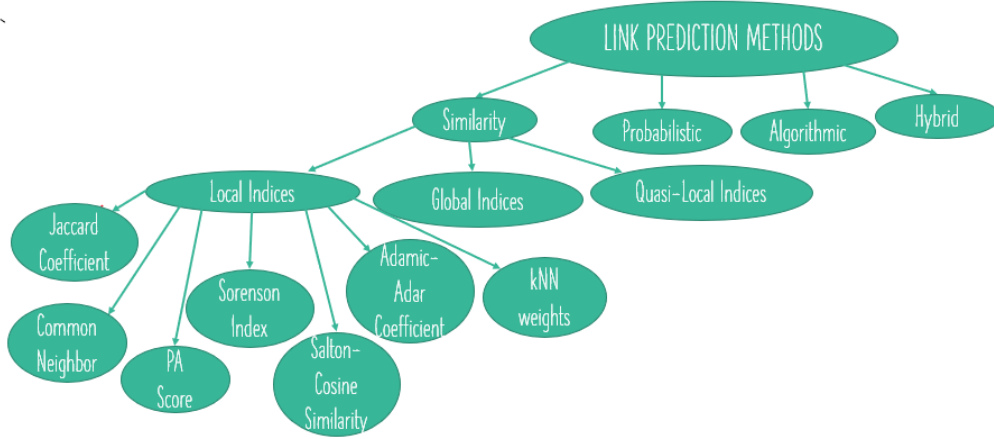 LINK PREDICTION METHODS
Similarity
Probabilistic
Algorithmic
Hybrid
Local Indices
Global Indices
Quasi-Local Indices
Jaccard
Coefficient
Common
Neighbor
PA
Score
Sorenson
Index
Salton-
Cosine
Similarity
Adamic-
Adar
Coefficient
kNN
weights